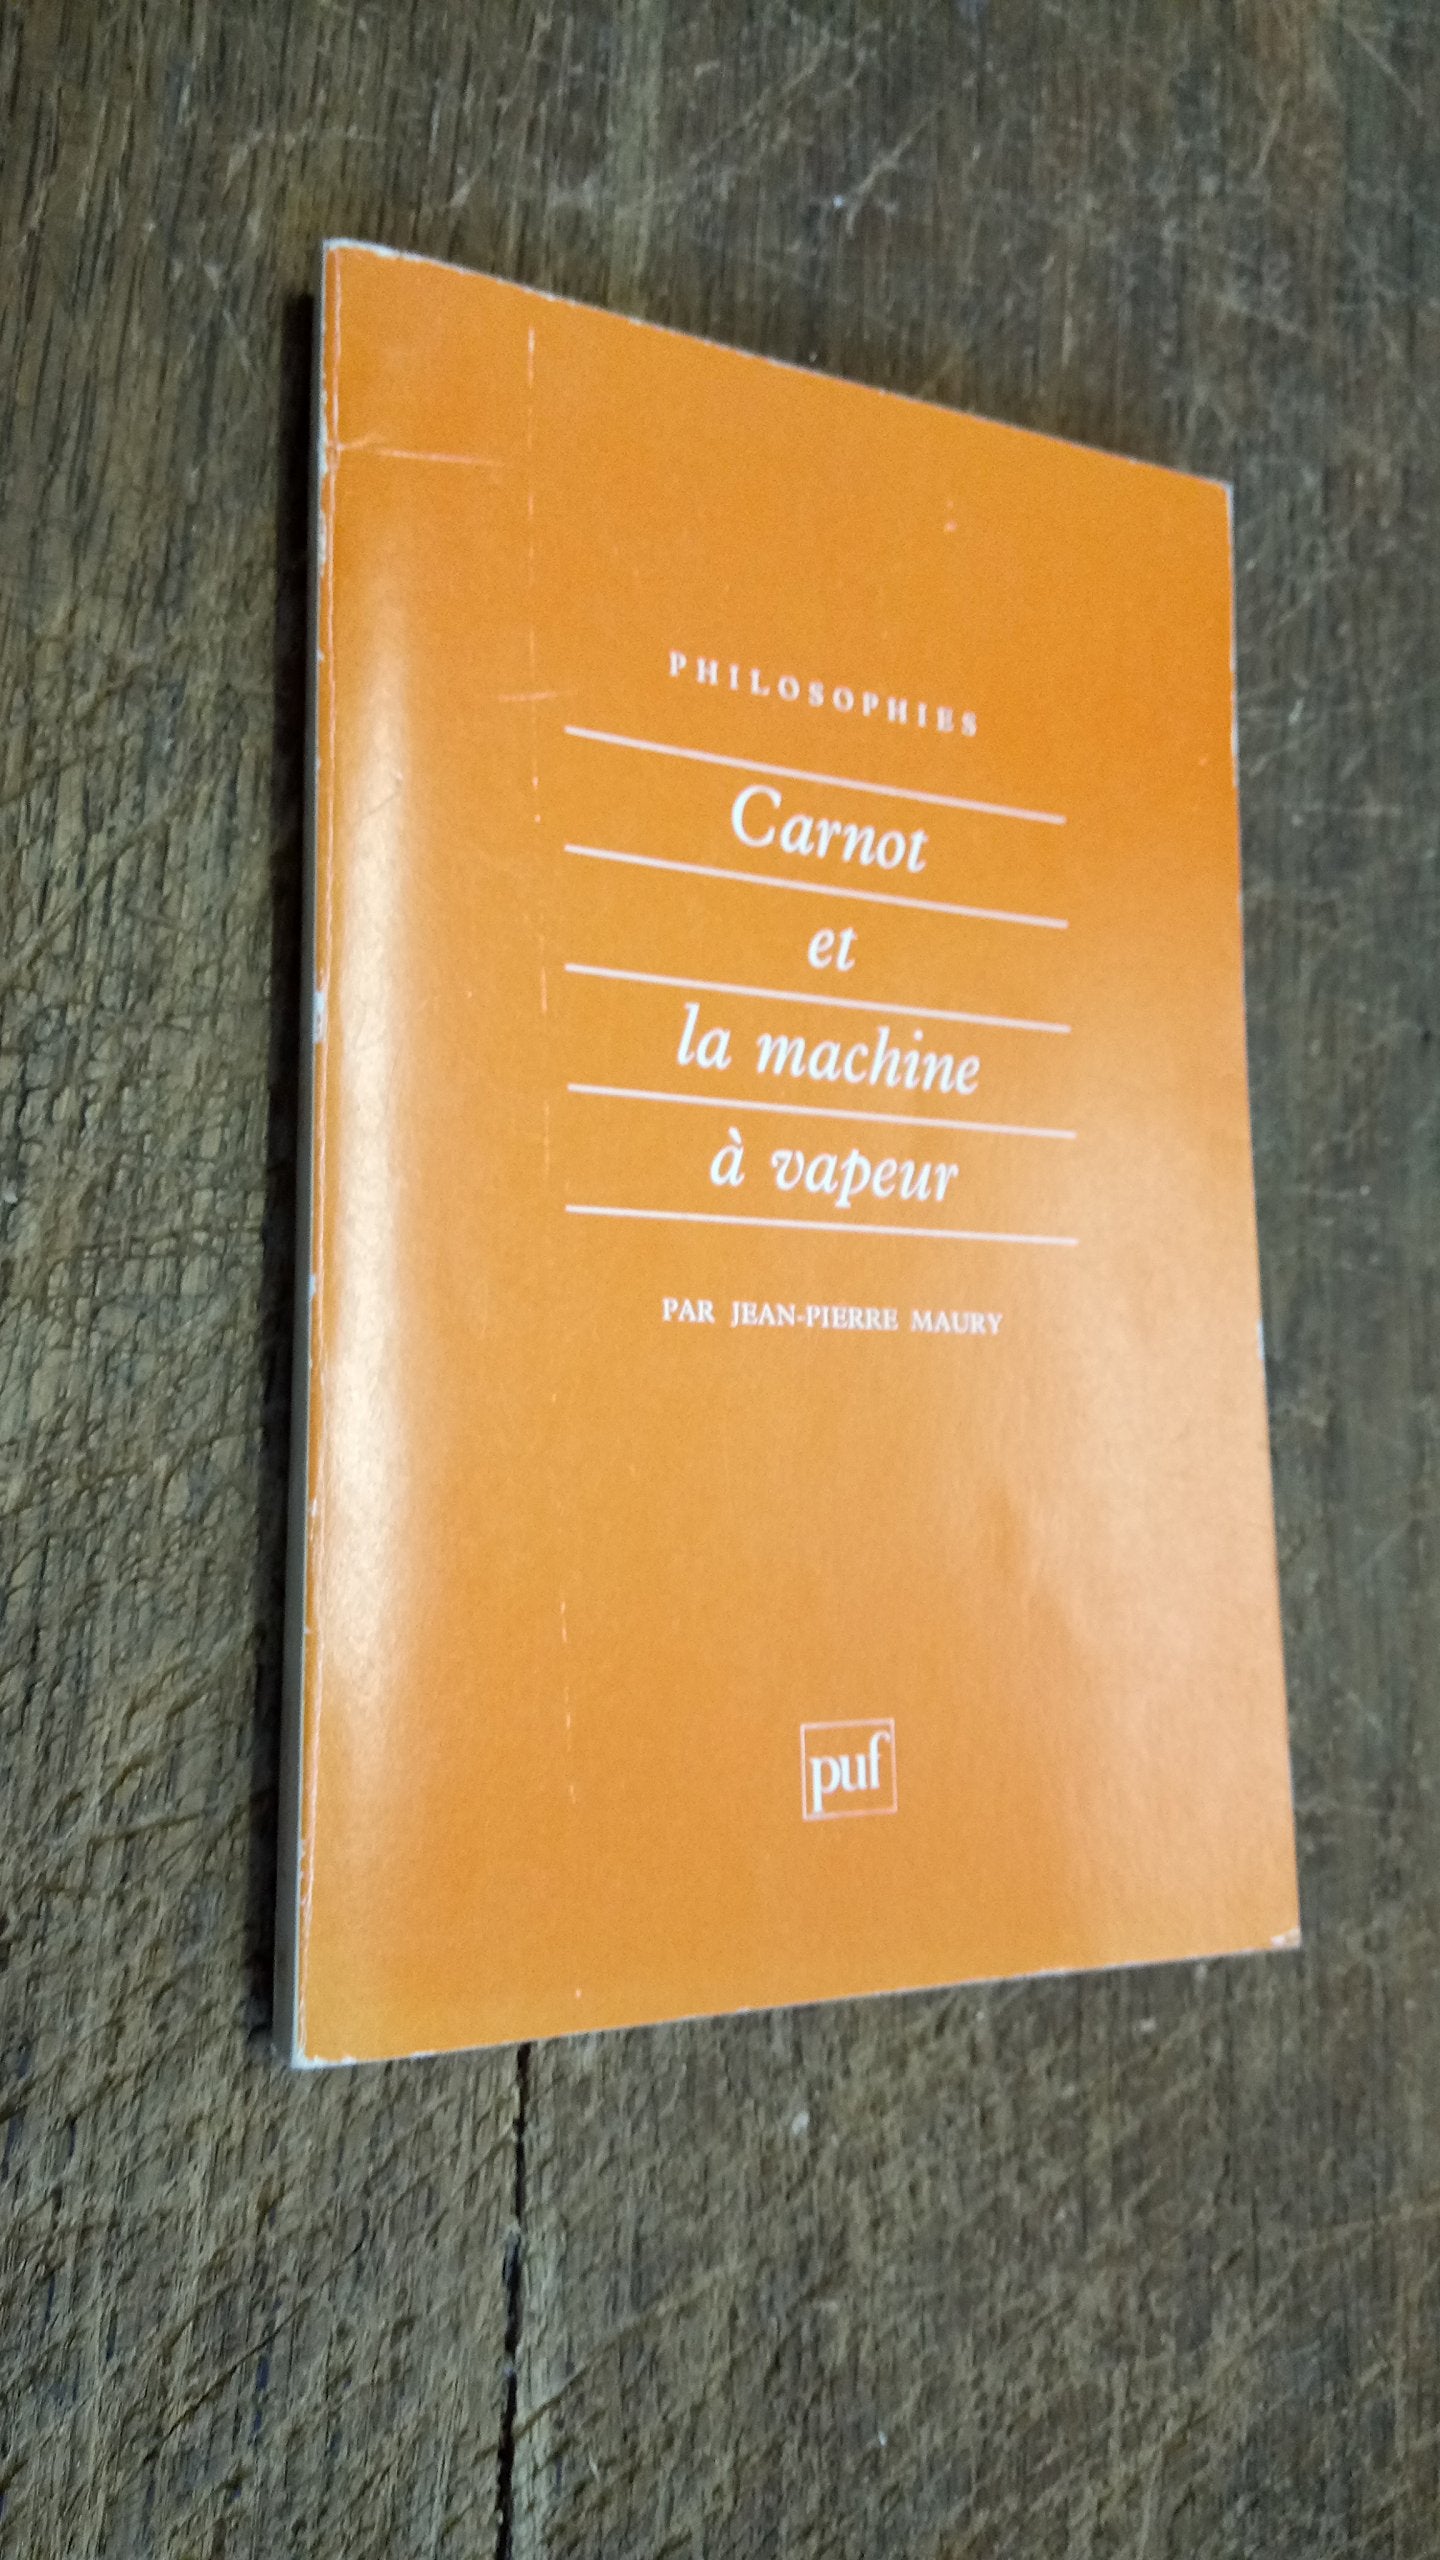 PHILOSOPHIES
Carnot
et
la machine
à vapeur
PAR JEAN-PIERRE MAURY
puf